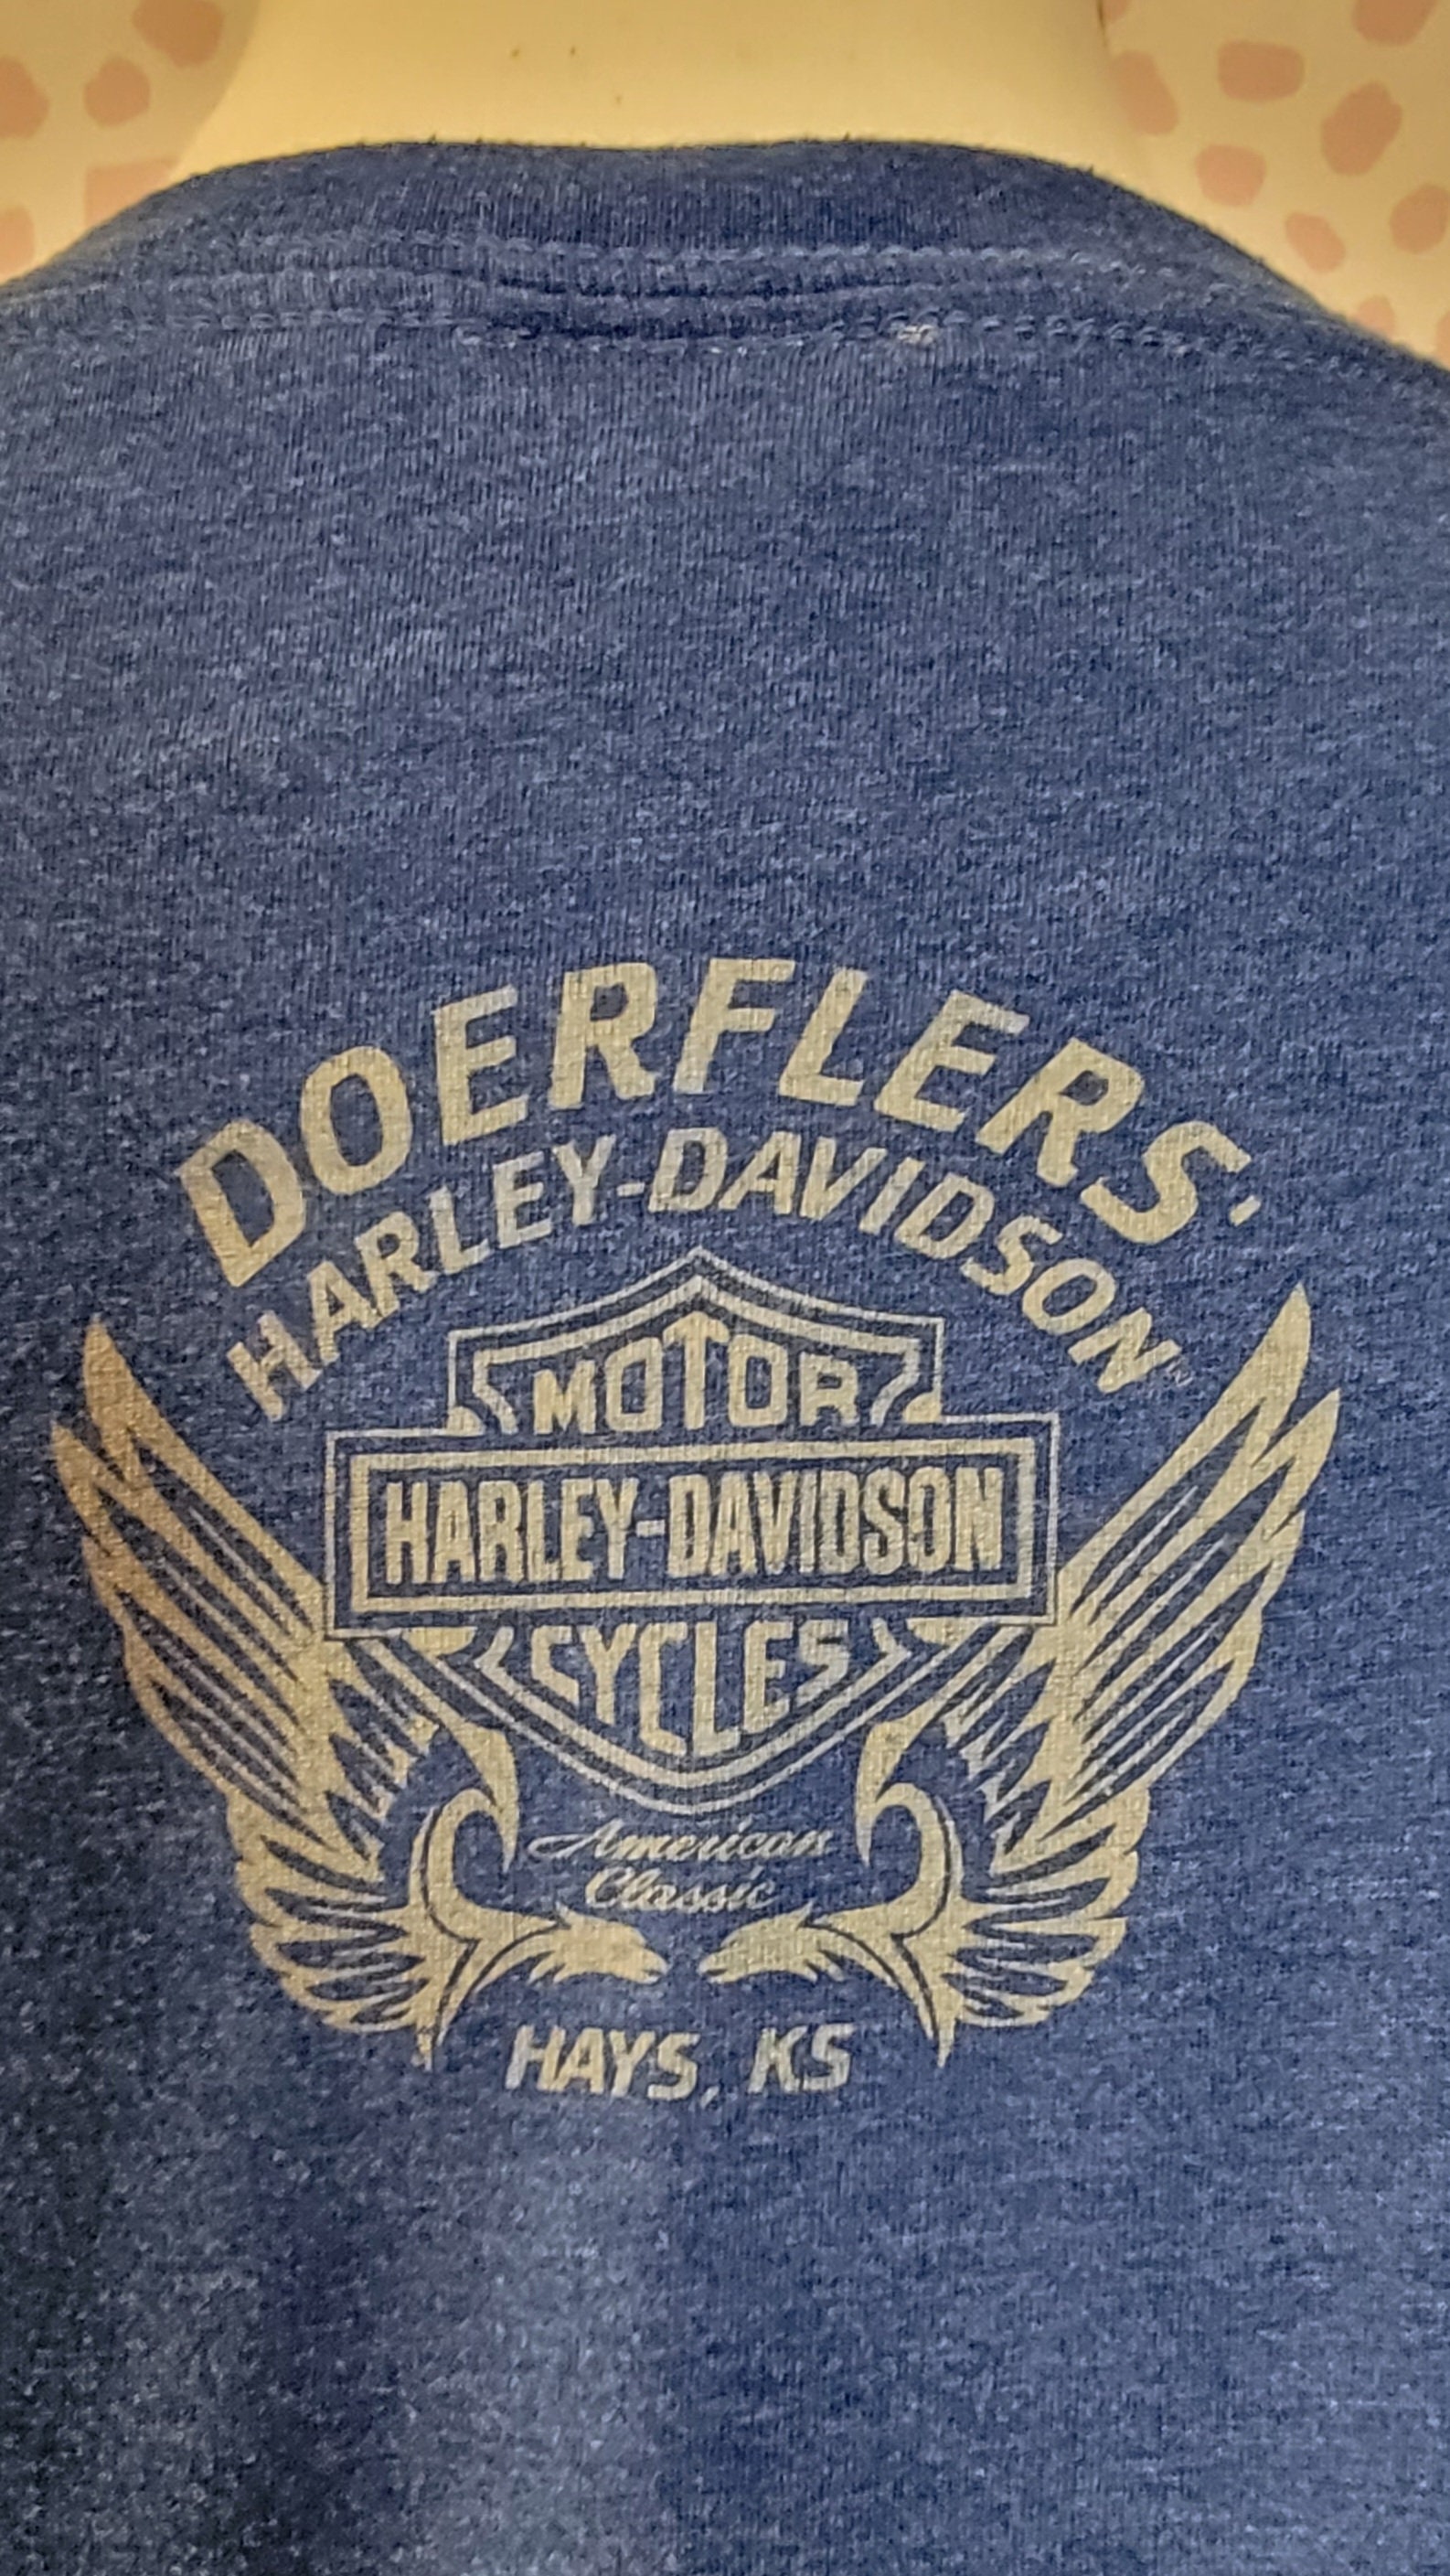 DOERFLERS'
HARLEY-DAVIDSON
MOTOR
HARLEY-DAVIDSON
CYCLES
American
Classic
HAYS, KS